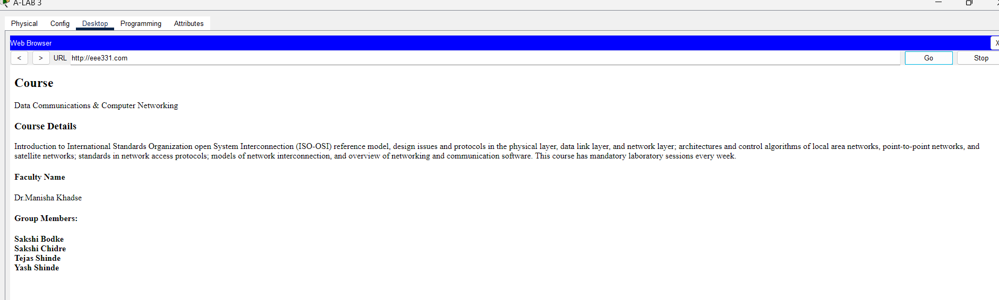 A-LAB 3
Physical Config Desktop Programming Attributes
Web Browser
X
< > URL http://eee331.com Go Stop
Course
Data Communications & Computer Networking
Course Details
Introduction to International Standards Organization open System Interconnection (ISO-OSI) reference model, design issues and protocols in the physical layer, data link layer, and network layer; architectures and control algorithms of local area networks, point-to-point networks, and
satellite networks; standards in network access protocols; models of network interconnection, and overview of networking and communication software. This course has mandatory laboratory sessions every week.
Faculty Name
Dr.Manisha Khadse
Group Members:
Sakshi Bodke
Sakshi Chidre
Tejas Shinde
Yash Shinde